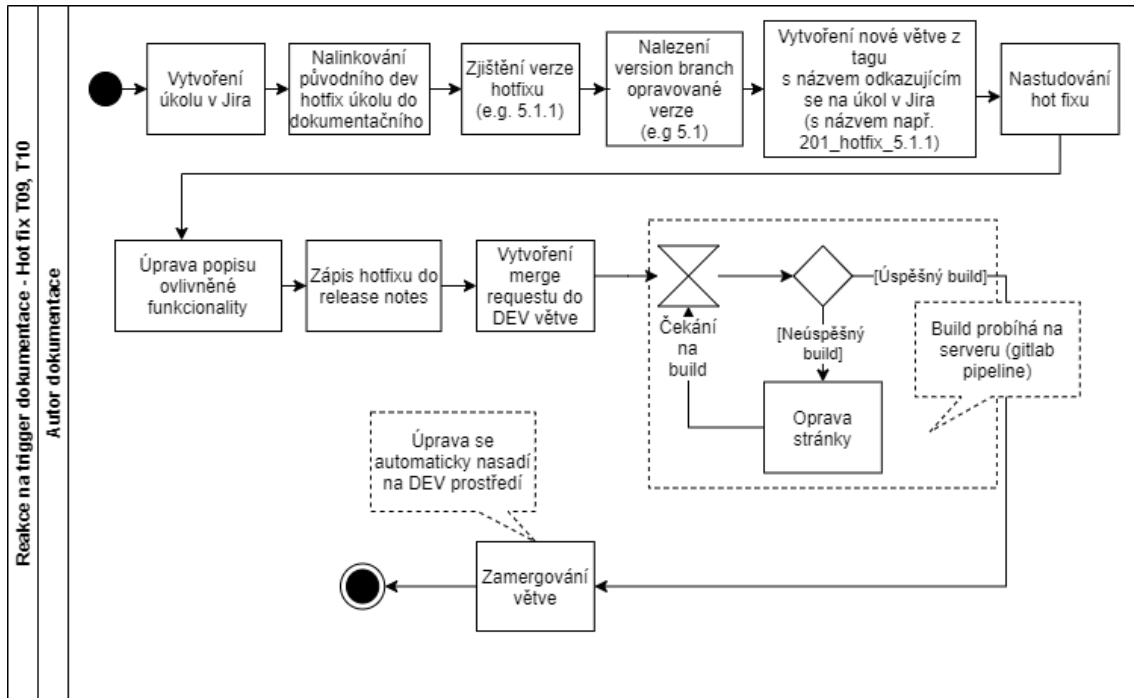 Reakce na trigger dokumentace - Hot fix T09, T10
Autor dokumentace
Vytvoření
úkolu v Jira
Nalinkování
původního dev
hotfix úkolu do
dokumentačního
Zjištění verze
hotfixu
(e.g. 5.1.1)
Nalezení
version branch
opravované
verze
(e.g 5.1)
Vytvoření nové větve z
tagu
s názvem odkazujícím
se na úkol v Jira
(s názvem např.
201_hotfix_5.1.1)
Nastudování
hot fixu
Úprava popisu
ovlivněné
funkcionality
Zápis hotfixu do
release notes
Vytvoření
merge
requestu do
DEV větve
Čekání
na
build
[Úspěšný build]
[Neúspěšný
build]
Oprava
stránky
Build probíhá na
serveru (gitlab
pipeline)
Úprava se
automaticky nasadí
na DEV prostředí
Zamergování
větve